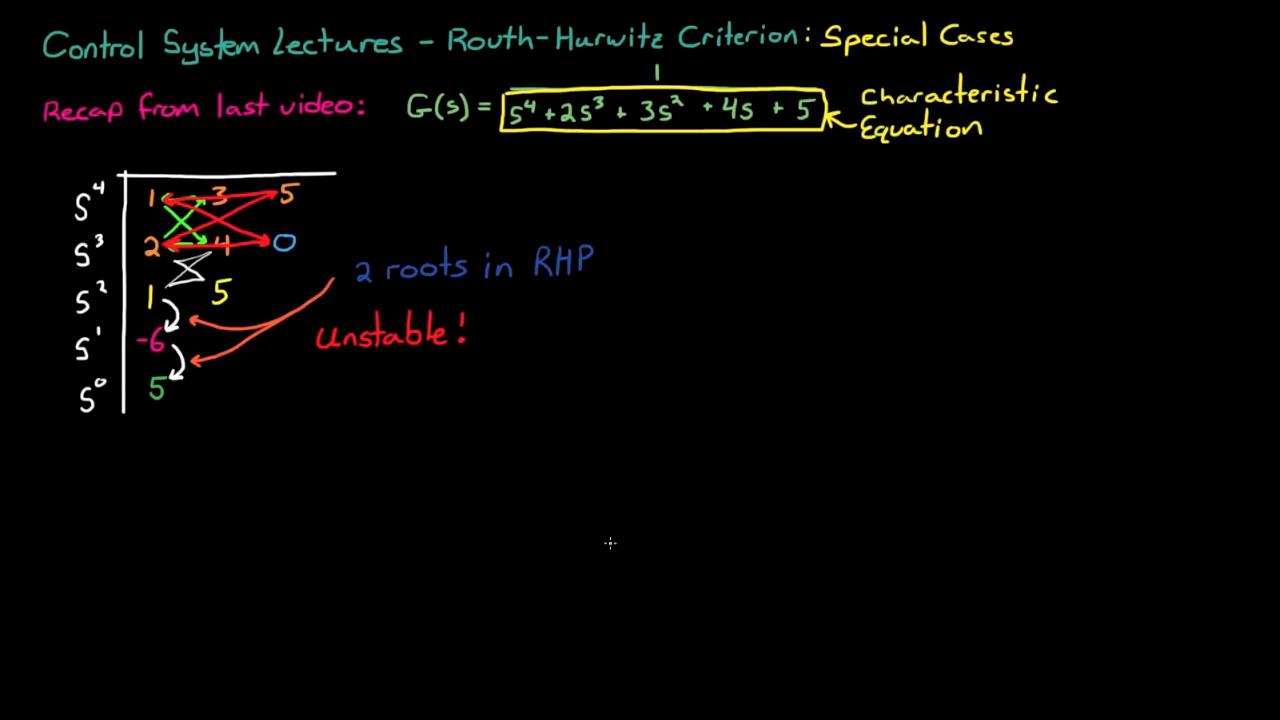 Control System Lectures - Routh-Hurwitz Criterion: Special Cases
Recap from last video: G(s) = 1 / s⁴ + 2s³ + 3s² + 4s + 5
Characteristic Equation
s⁴ 1 3 5
s³ 2 4 0
s² 1 5
s¹ -6
s⁰ 5
2 roots in RHP
Unstable!